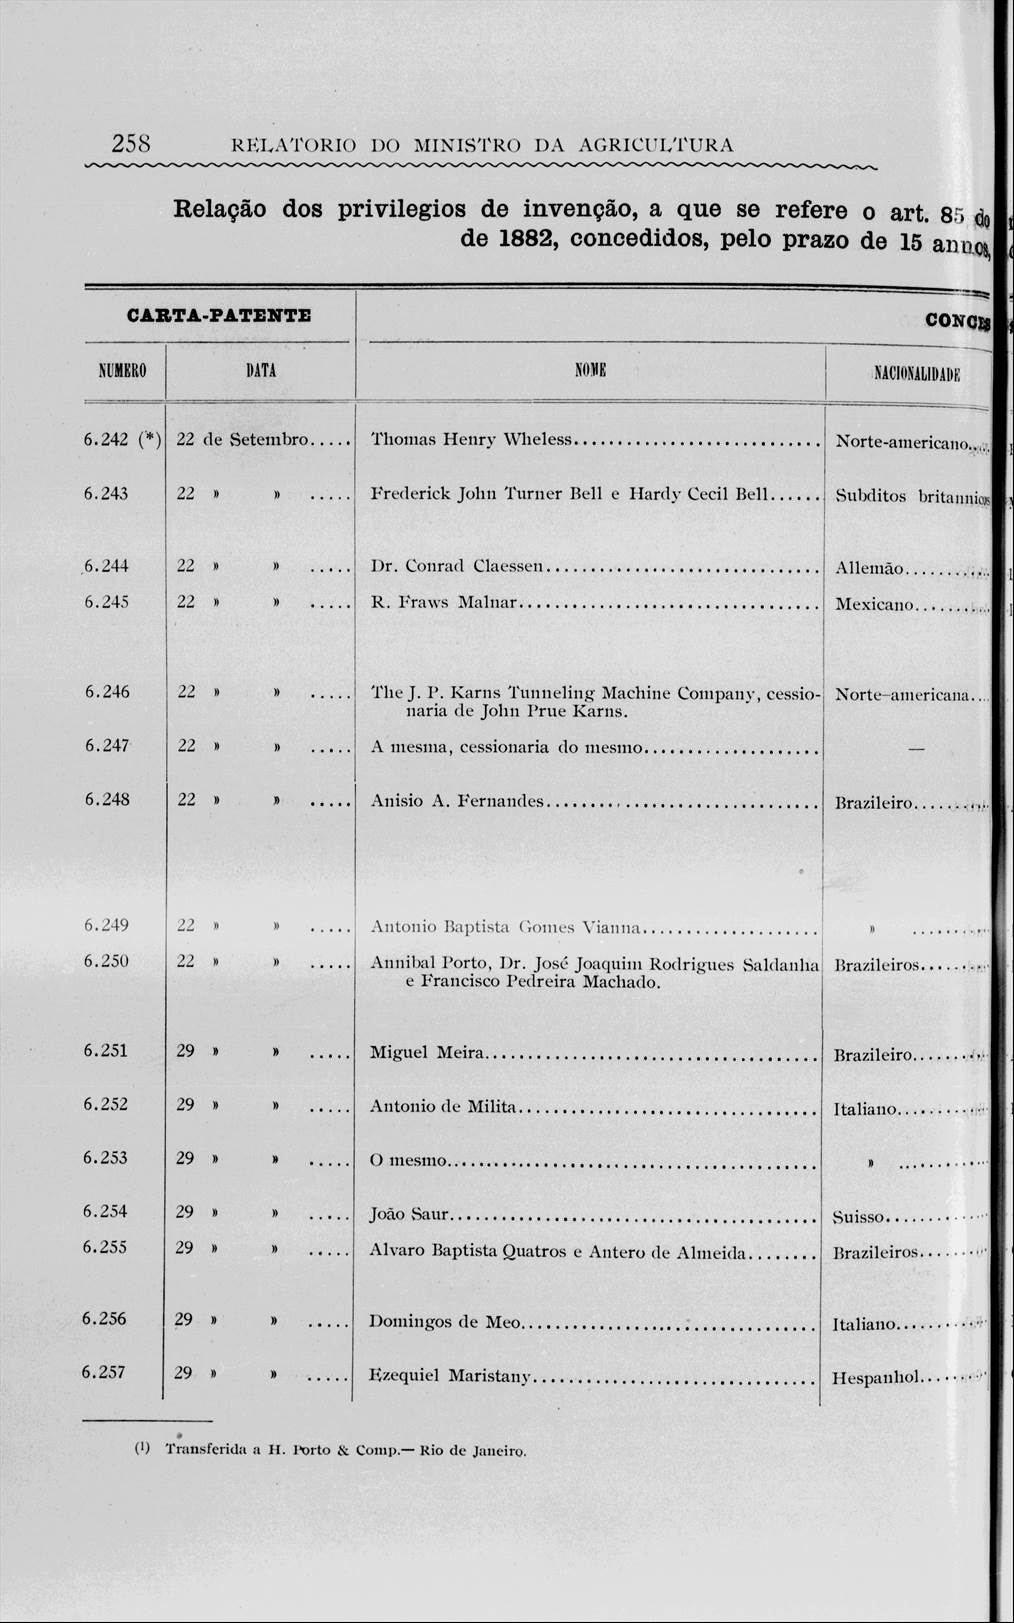 258 RELATORIO DO MINISTRO DA AGRICULTURA
Relação dos privilegios de invenção, a que se refere o art. 85 do
de 1882, concedidos, pelo prazo de 15 annos,
CARTA-PATENTE
NUMERO DATA NOME NACIONALIDADE
6.242 (*) 22 de Setembro..... Thomas Henry Wheless............................ Norte-americano.....
6.243 22 » » ..... Frederick John Turner Bell e Hardy Cecil Bell...... Subditos britannicos
6.244 22 » » ..... Dr. Conrad Claessen............................... Allemão..........
6.245 22 » » ..... R. Fraws Malnar.................................. Mexicano.........
6.246 22 » » ..... The J. P. Karns Tunneling Machine Company, cessio- Norte-americana....
naria de John Prue Karns.
6.247 22 » » ..... A mesma, cessionaria do mesmo.................... —
6.248 22 » » ..... Anisio A. Fernandes............................... Brazileiro.........
6.249 22 » » ..... Antonio Baptista Gomes Vianna.................... » .........
6.250 22 » » ..... Annibal Porto, Dr. José Joaquim Rodrigues Saldanha Brazileiros........
e Francisco Pedreira Machado.
6.251 29 » » ..... Miguel Meira...................................... Brazileiro.........
6.252 29 » » ..... Antonio de Milita.................................. Italiano..........
6.253 29 » » ..... O mesmo.......................................... » ..........
6.254 29 » » ..... João Saur.......................................... Suisso............
6.255 29 » » ..... Alvaro Baptista Quatros e Antero de Almeida........ Brazileiros........
6.256 29 » » ..... Domingos de Meo.................................. Italiano..........
6.257 29 » » ..... Ezequiel Maristany................................ Hespanhol........
(1) Transferida a H. Porto & Comp.— Rio de Janeiro.